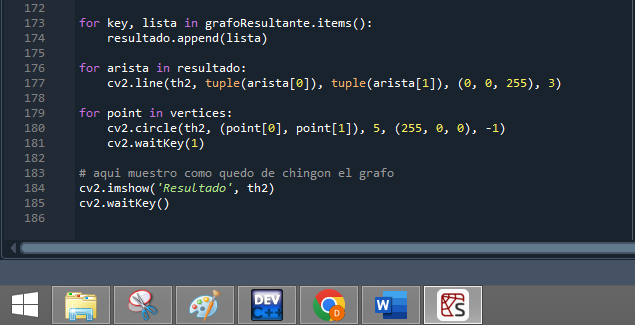 172
173 for key, lista in grafoResultante.items():
174 resultado.append(lista)
175
176 for arista in resultado:
177 cv2.line(th2, tuple(arista[0]), tuple(arista[1]), (0, 0, 255), 3)
178
179 for point in vertices:
180 cv2.circle(th2, (point[0], point[1]), 5, (255, 0, 0), -1)
181 cv2.waitKey(1)
182
183 # aqui muestro como quedo de chingon el grafo
184 cv2.imshow('Resultado', th2)
185 cv2.waitKey()
186
DEV
C++
D
W
S